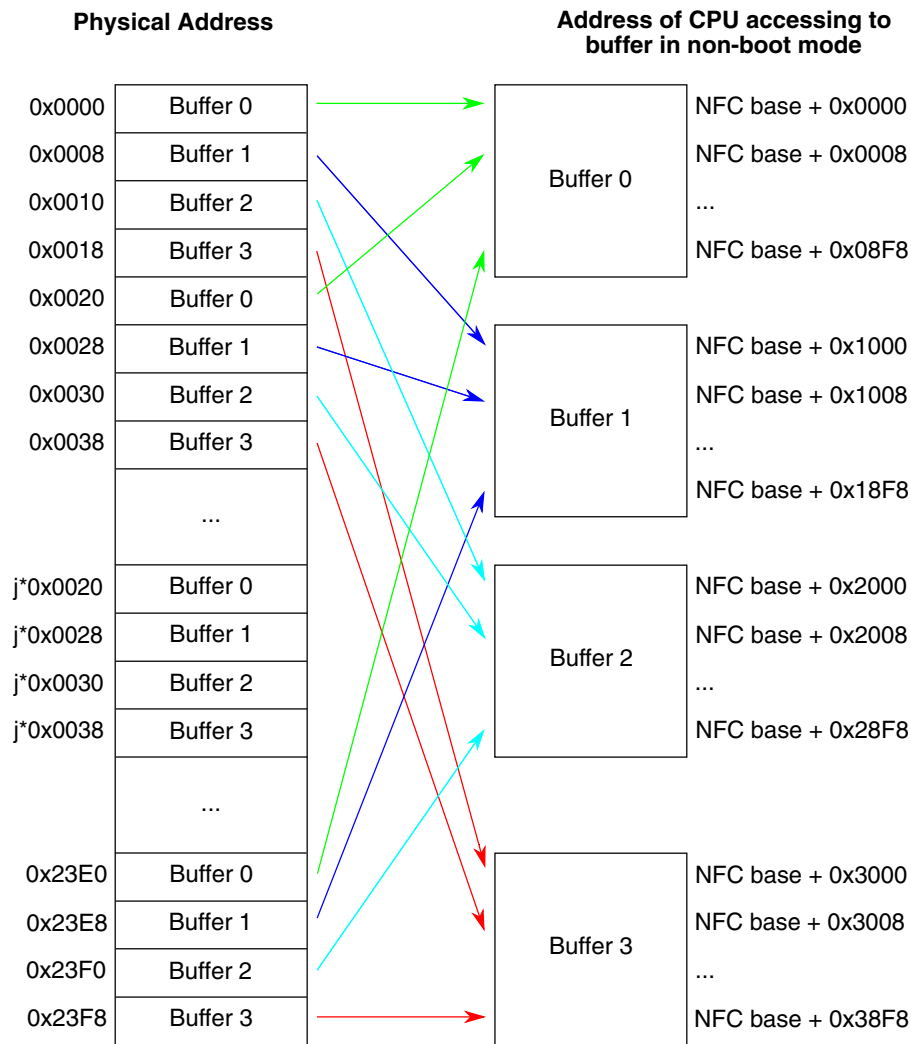 Physical Address
Address of CPU accessing to
buffer in non-boot mode
0x0000 Buffer 0
0x0008 Buffer 1
0x0010 Buffer 2
0x0018 Buffer 3
0x0020 Buffer 0
0x0028 Buffer 1
0x0030 Buffer 2
0x0038 Buffer 3
...
j*0x0020 Buffer 0
j*0x0028 Buffer 1
j*0x0030 Buffer 2
j*0x0038 Buffer 3
...
0x23E0 Buffer 0
0x23E8 Buffer 1
0x23F0 Buffer 2
0x23F8 Buffer 3
Buffer 0
NFC base + 0x0000
NFC base + 0x0008
...
NFC base + 0x08F8
Buffer 1
NFC base + 0x1000
NFC base + 0x1008
...
NFC base + 0x18F8
Buffer 2
NFC base + 0x2000
NFC base + 0x2008
...
NFC base + 0x28F8
Buffer 3
NFC base + 0x3000
NFC base + 0x3008
...
NFC base + 0x38F8